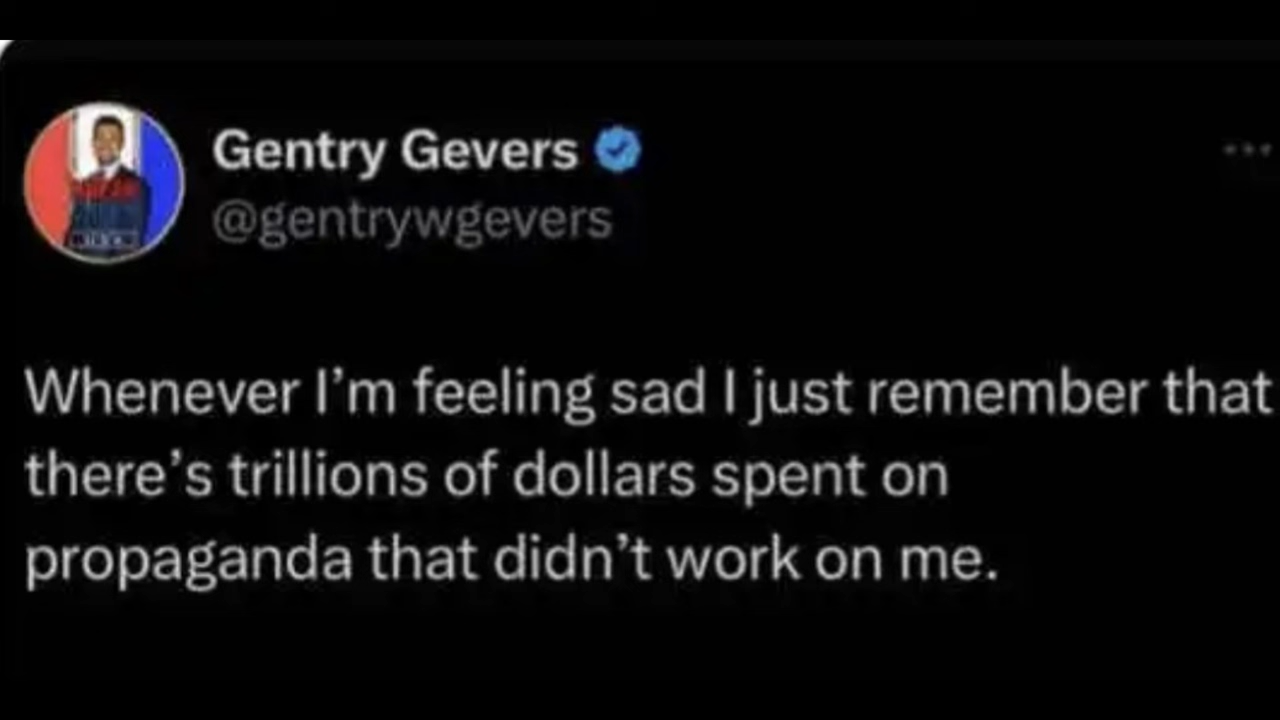 Gentry Gevers
@gentrywgevers
Whenever I’m feeling sad I just remember that
there’s trillions of dollars spent on
propaganda that didn’t work on me.